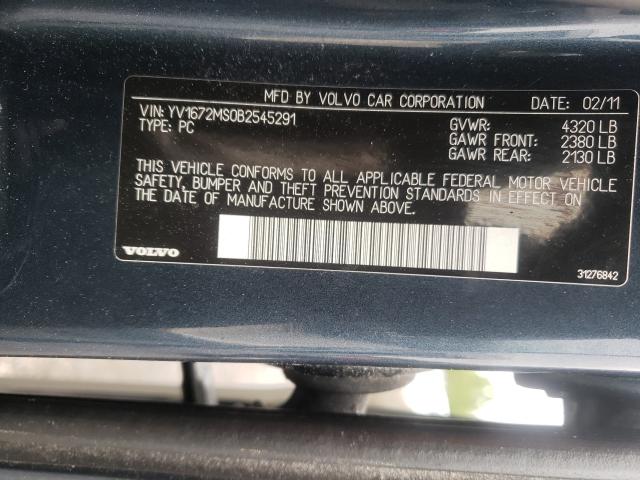 MFD BY VOLVO CAR CORPORATION DATE: 02/11
VIN: YV1672MS0B2545291 GVWR: 4320 LB
TYPE: PC GAWR FRONT: 2380 LB
GAWR REAR: 2130 LB
THIS VEHICLE CONFORMS TO ALL APPLICABLE FEDERAL MOTOR VEHICLE
SAFETY, BUMPER AND THEFT PREVENTION STANDARDS IN EFFECT ON
THE DATE OF MANUFACTURE SHOWN ABOVE.
VOLVO 31276842